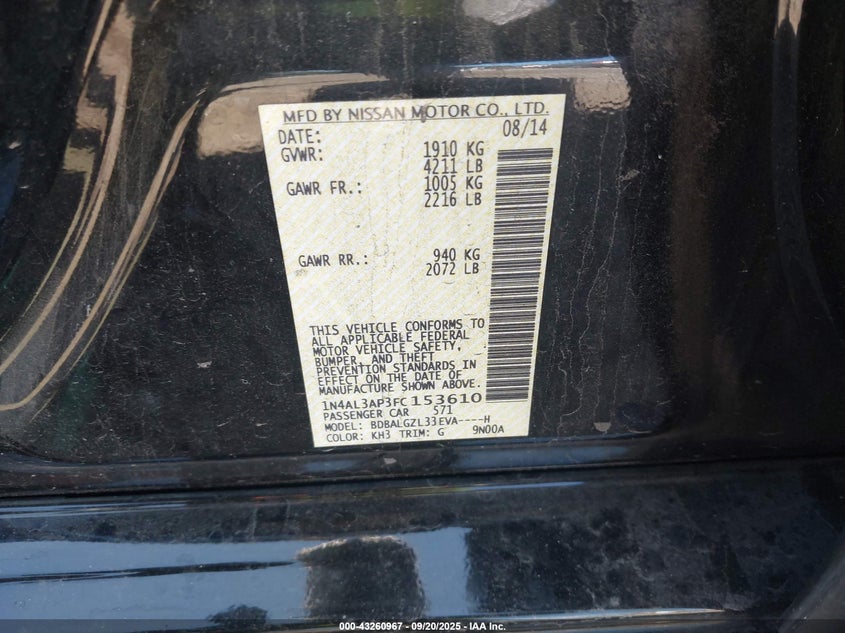 MFD BY NISSAN MOTOR CO., LTD.
DATE: 08/14
GVWR: 1910 KG
4211 LB
GAWR FR.: 1005 KG
2216 LB
GAWR RR.: 940 KG
2072 LB
THIS VEHICLE CONFORMS TO
ALL APPLICABLE FEDERAL
MOTOR VEHICLE SAFETY,
BUMPER, AND THEFT
PREVENTION STANDARDS IN
EFFECT ON THE DATE OF
MANUFACTURE SHOWN ABOVE.
1N4AL3AP3FC153610
PASSENGER CAR 571
MODEL: BDBALGZL33EVA----H
COLOR: KH3 TRIM: G 9N00A
© - 43260967 - 09/20/2025 - IAA Inc.